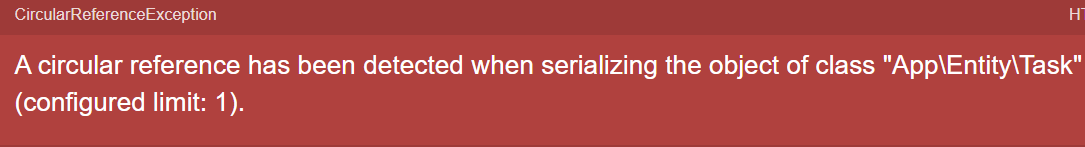 CircularReferenceException
HT
A circular reference has been detected when serializing the object of class "App\Entity\Task"
(configured limit: 1).